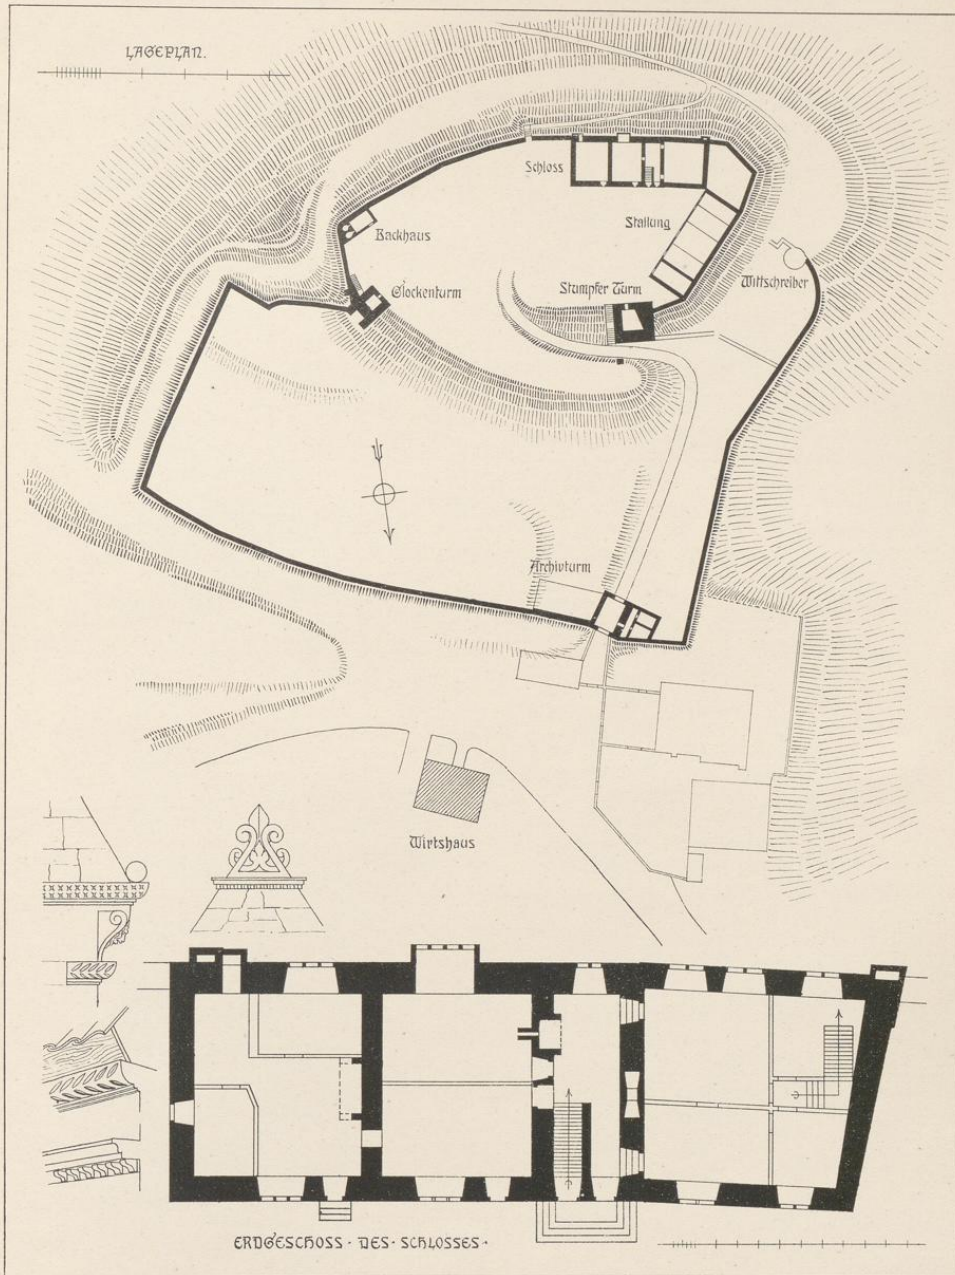 LAGEPLAN.
Schloss
Stallung
Backhaus
Glockenturm
Stumpfer Turm
Wittschreiber
Archivturm
Wirtshaus
ERDGESCHOSS · DES · SCHLOSSES ·